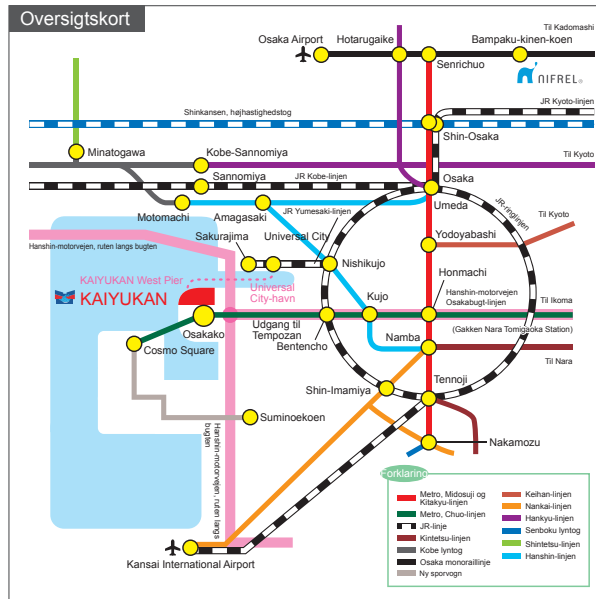 Oversigtskort
Til Kadomashi
Osaka Airport
Hotarugaike
Bampaku-kinen-koen
Senrichuo
NIFREL®
JR Kyoto-linjen
Shinkansen, højhastighedstog
Shin-Osaka
Minatogawa
Kobe-Sannomiya
Til Kyoto
Sannomiya
JR Kobe-linjen
Osaka
Umeda
Motomachi
Amagasaki
JR Yumesaki-linjen
JR-ringlinjen
Til Kyoto
Sakurajima
Universal City
Yodoyabashi
Hanshin-motorvejen, ruten langs bugten
Nishikujo
KAIYUKAN West Pier
KAIYUKAN
Universal
City-havn
Kujo
Honmachi
Hanshin-motorvejen
Osakabugt-linjen
Til Ikoma
Osakako
Udgang til
Tempozan
Bentencho
(Gakken Nara Tomigaoka Station)
Namba
Cosmo Square
Til Nara
Tennoji
Shin-Imamiya
Suminoekoen
Hanshin-motorvejen, ruten langs
bugten
Nakamozu
Kansai International Airport
Forklaring
Metro, Midosuji og
Kitakyu-linjen
Metro, Chuo-linjen
JR-linje
Kintetsu-linjen
Kobe lyntog
Osaka monoraillinje
Ny sporvogn
Keihan-linjen
Nankai-linjen
Hankyu-linjen
Senboku lyntog
Shintetsu-linjen
Hanshin-linjen